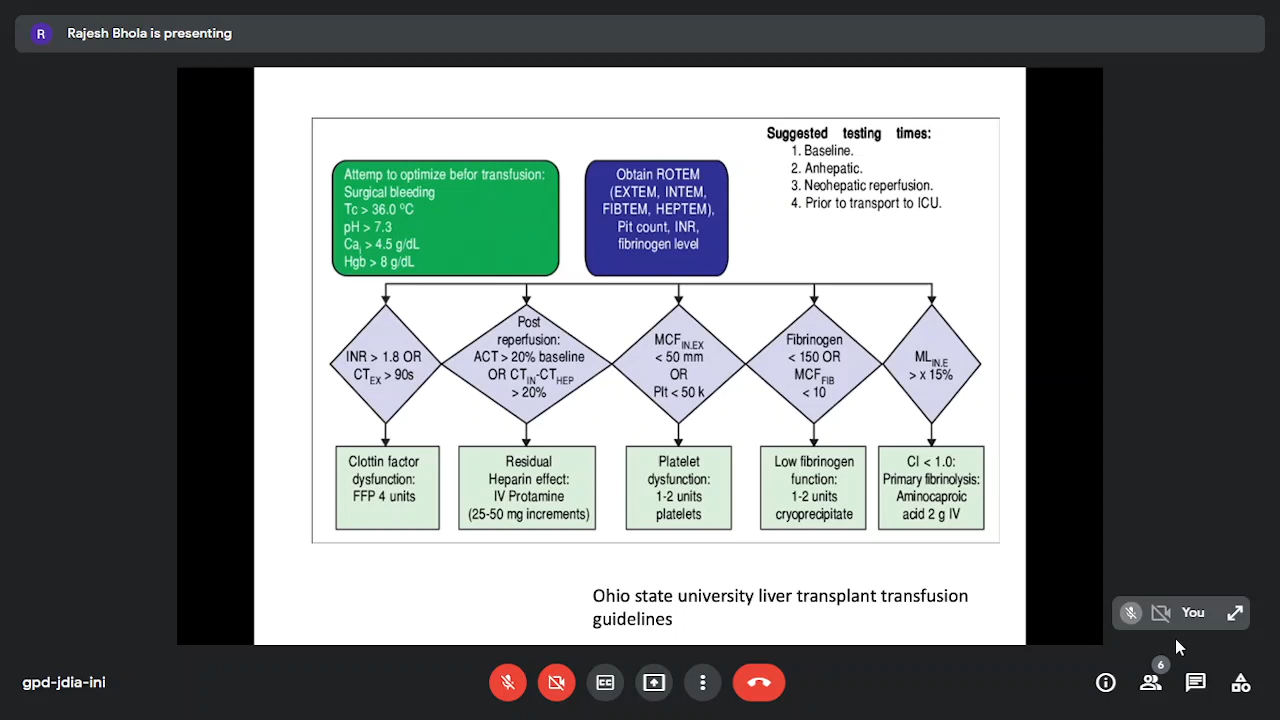 R Rajesh Bhola is presenting
Suggested testing times:
1. Baseline.
2. Anhepatic.
3. Neohepatic reperfusion.
4. Prior to transport to ICU.
Attemp to optimize befor transfusion:
Surgical bleeding
Tc > 36.0 ºC
pH > 7.3
Cai > 4.5 g/dL
Hgb > 8 g/dL
Obtain ROTEM
(EXTEM, INTEM,
FIBTEM, HEPTEM),
Plt count, INR,
fibrinogen level
INR > 1.8 OR
CTEX > 90s
Post
reperfusion:
ACT > 20% baseline
OR CTIN-CTHEP
> 20%
MCFIN.EX
< 50 mm
OR
Plt < 50 k
Fibrinogen
< 150 OR
MCFFIB
< 10
MLIN.E
> x 15%
Clottin factor
dysfunction:
FFP 4 units
Residual
Heparin effect:
IV Protamine
(25-50 mg increments)
Platelet
dysfunction:
1-2 units
platelets
Low fibrinogen
function:
1-2 units
cryoprecipitate
CI < 1.0:
Primary fibrinolysis:
Aminocaproic
acid 2 g IV
Ohio state university liver transplant transfusion
guidelines
You
gpd-jdia-ini
CC
6